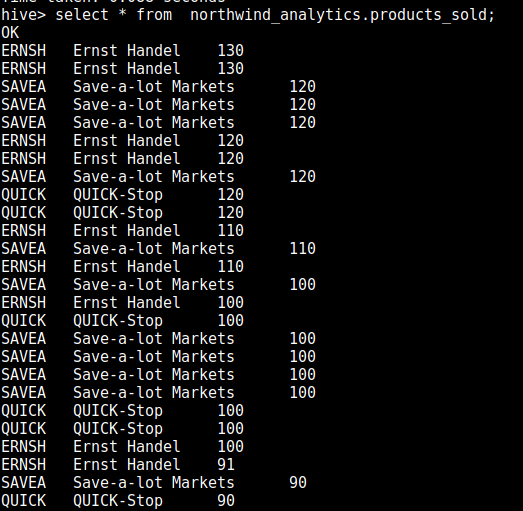 hive> select * from  northwind_analytics.products_sold;
OK
ERNSH	Ernst Handel	130
ERNSH	Ernst Handel	130
SAVEA	Save-a-lot Markets	120
SAVEA	Save-a-lot Markets	120
SAVEA	Save-a-lot Markets	120
ERNSH	Ernst Handel	120
ERNSH	Ernst Handel	120
SAVEA	Save-a-lot Markets	120
QUICK	QUICK-Stop	120
QUICK	QUICK-Stop	120
ERNSH	Ernst Handel	110
SAVEA	Save-a-lot Markets	110
ERNSH	Ernst Handel	110
SAVEA	Save-a-lot Markets	100
ERNSH	Ernst Handel	100
QUICK	QUICK-Stop	100
SAVEA	Save-a-lot Markets	100
SAVEA	Save-a-lot Markets	100
SAVEA	Save-a-lot Markets	100
SAVEA	Save-a-lot Markets	100
QUICK	QUICK-Stop	100
QUICK	QUICK-Stop	100
ERNSH	Ernst Handel	100
ERNSH	Ernst Handel	91
SAVEA	Save-a-lot Markets	90
QUICK	QUICK-Stop	90